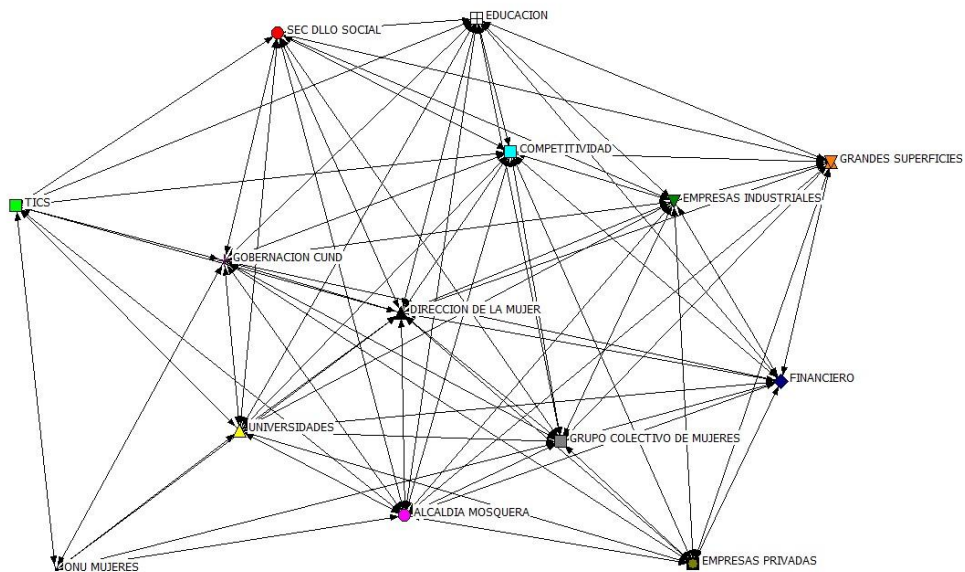 EDUCACION
SEC DLLO SOCIAL
COMPETITIVIDAD
GRANDES SUPERFICIES
EMPRESAS INDUSTRIALES
TICS
GOBERNACION CUND
DIRECCION DE LA MUJER
FINANCIERO
UNIVERSIDADES
GRUPO COLECTIVO DE MUJERES
ALCALDIA MOSQUERA
EMPRESAS PRIVADAS
ONU MUJERES